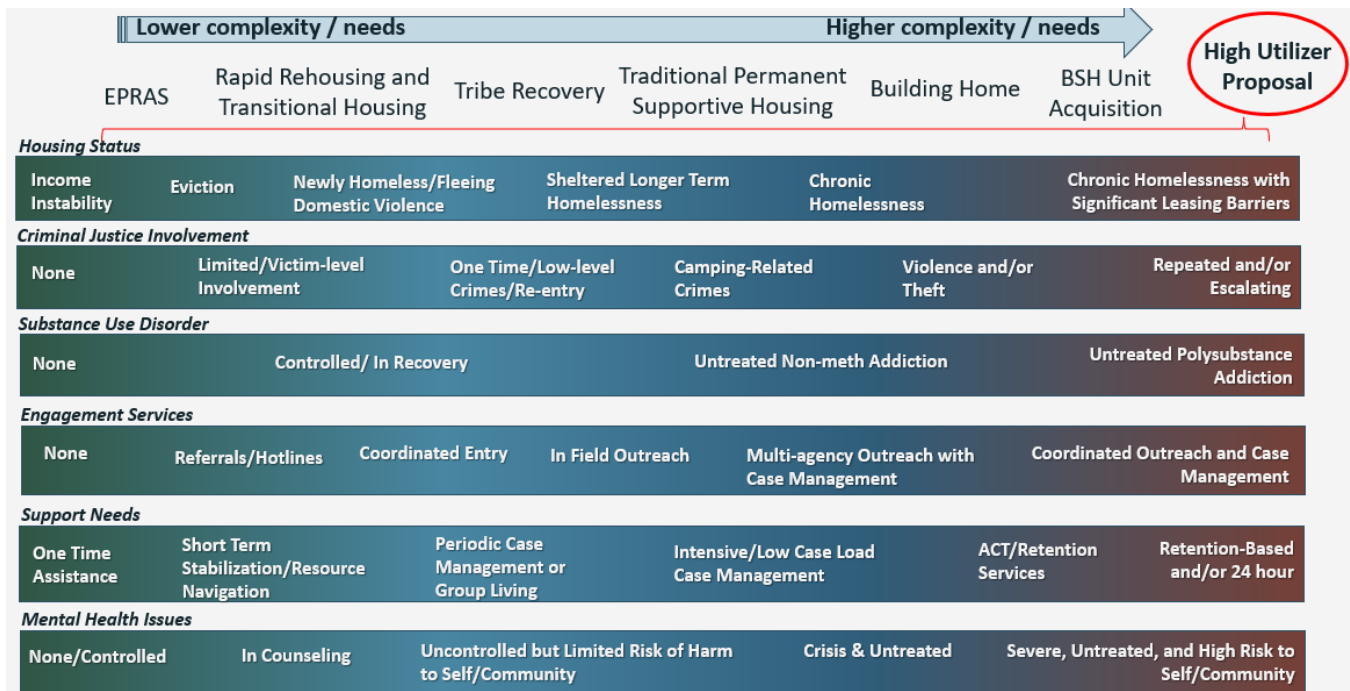 Lower complexity / needs
Higher complexity / needs
EPRAS
Rapid Rehousing and
Transitional Housing
Tribe Recovery
Traditional Permanent
Supportive Housing
Building Home
BSH Unit
Acquisition
High Utilizer
Proposal
Housing Status
Income
Instability
Eviction
Newly Homeless/Fleeing
Domestic Violence
Sheltered Longer Term
Homelessness
Chronic
Homelessness
Chronic Homelessness with
Significant Leasing Barriers
Criminal Justice Involvement
None
Limited/Victim-level
Involvement
One Time/Low-level
Crimes/Re-entry
Camping-Related
Crimes
Violence and/or
Theft
Repeated and/or
Escalating
Substance Use Disorder
None
Controlled/ In Recovery
Untreated Non-meth Addiction
Untreated Polysubstance
Addiction
Engagement Services
None
Referrals/Hotlines
Coordinated Entry
In Field Outreach
Multi-agency Outreach with
Case Management
Coordinated Outreach and Case
Management
Support Needs
One Time
Assistance
Short Term
Stabilization/Resource
Navigation
Periodic Case
Management or
Group Living
Intensive/Low Case Load
Case Management
ACT/Retention
Services
Retention-Based
and/or 24 hour
Mental Health Issues
None/Controlled
In Counseling
Uncontrolled but Limited Risk of Harm
to Self/Community
Crisis & Untreated
Severe, Untreated, and High Risk to
Self/Community